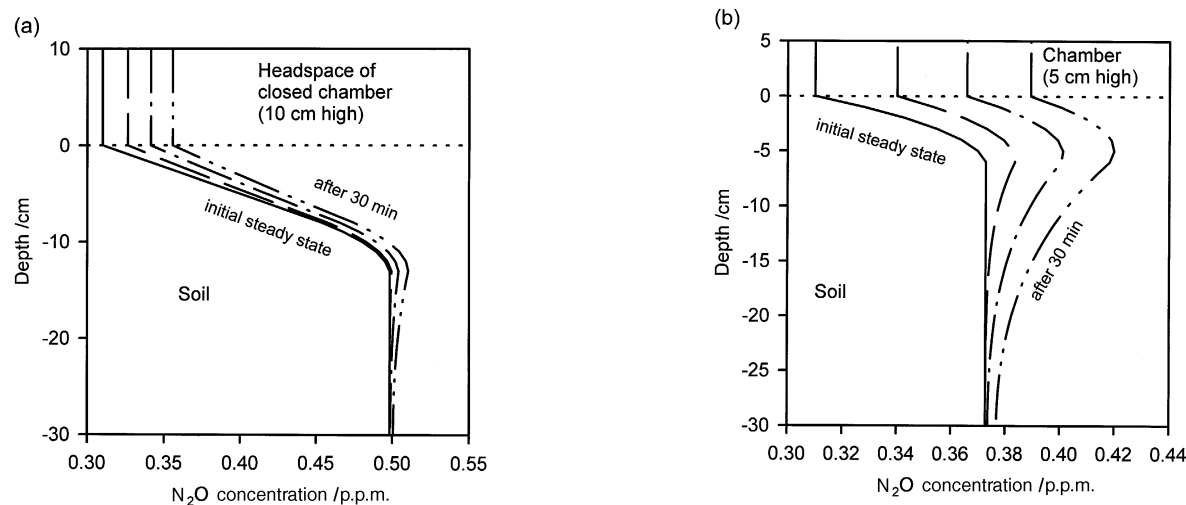 (a)
10
0
-10
-20
-30
Depth /cm
Headspace of
closed chamber
(10 cm high)
after 30 min
initial steady state
Soil
0.30 0.35 0.40 0.45 0.50 0.55
N₂O concentration /p.p.m.
(b)
5
0
-5
-10
-15
-20
-25
-30
Depth /cm
Chamber
(5 cm high)
initial steady state
after 30 min
Soil
0.30 0.32 0.34 0.36 0.38 0.40 0.42 0.44
N₂O concentration /p.p.m.